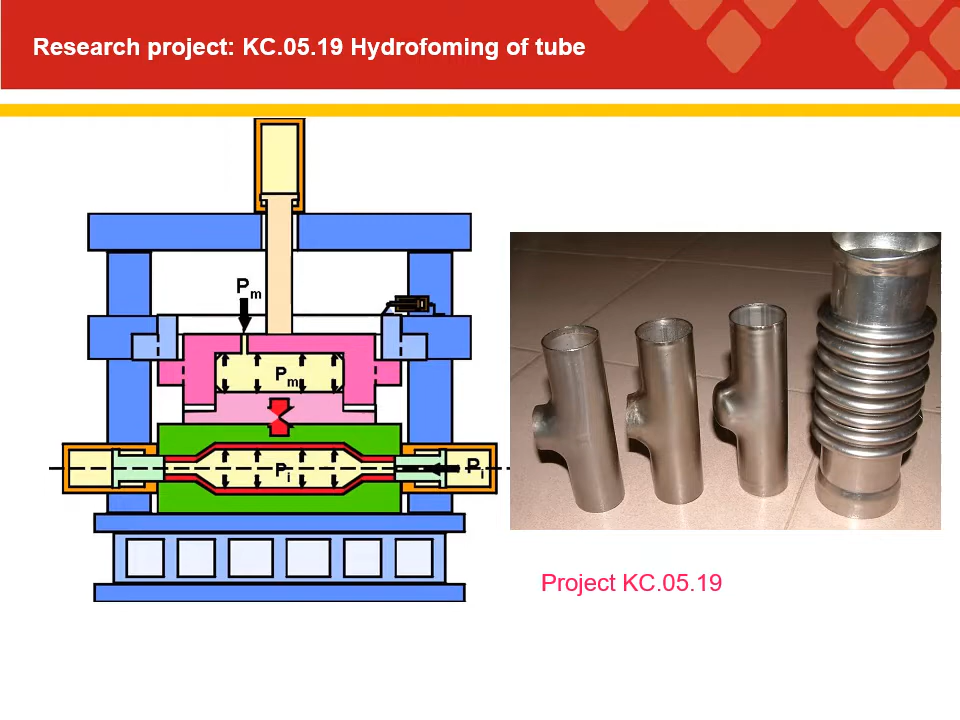 Research project: KC.05.19 Hydrofoming of tube
Pm
Pm
Pi
Pi
Project KC.05.19